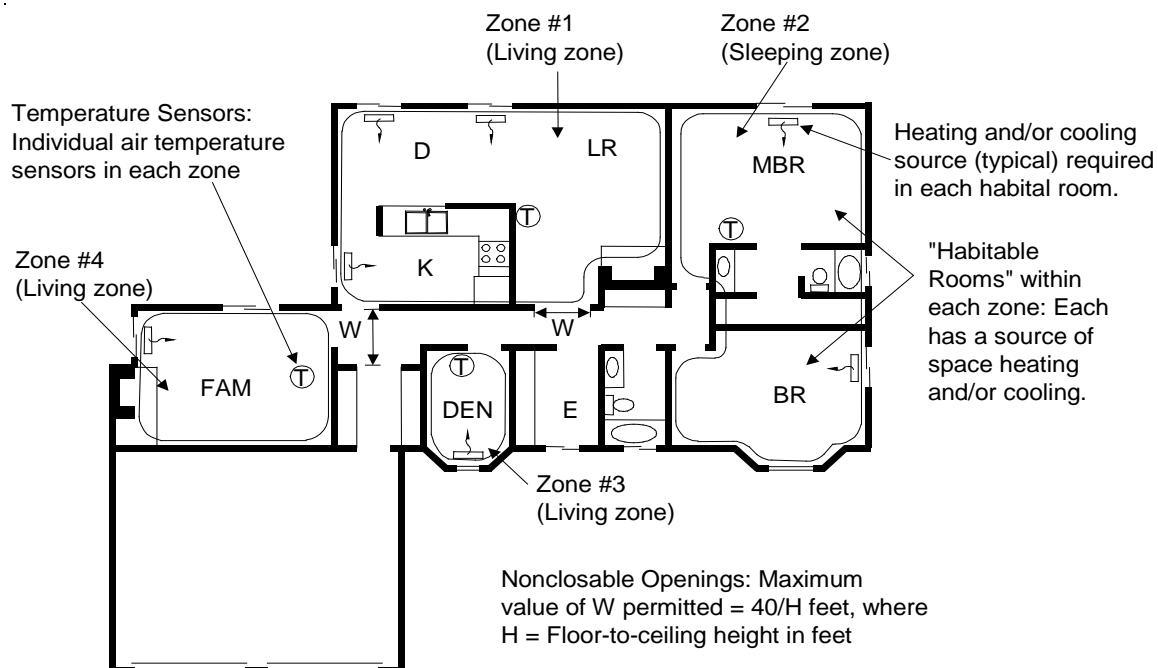 Zone #1
(Living zone)
Zone #2
(Sleeping zone)
Temperature Sensors:
Individual air temperature
sensors in each zone
Heating and/or cooling
source (typical) required
in each habital room.
D
LR
MBR
T
T
K
Zone #4
(Living zone)
"Habitable
Rooms" within
each zone: Each
has a source of
space heating
and/or cooling.
W
W
T
T
FAM
DEN
E
BR
Zone #3
(Living zone)
Nonclosable Openings: Maximum
value of W permitted = 40/H feet, where
H = Floor-to-ceiling height in feet